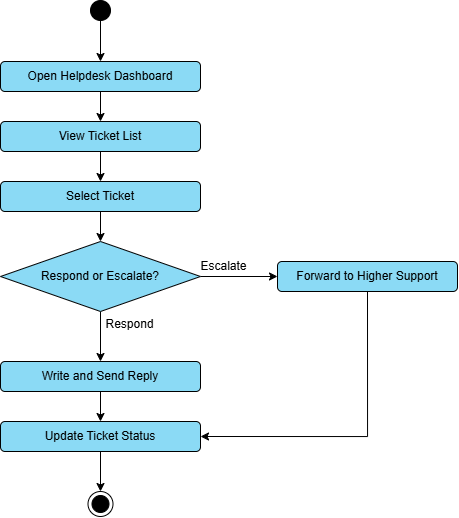 Open Helpdesk Dashboard
View Ticket List
Select Ticket
Respond or Escalate?
Escalate
Forward to Higher Support
Respond
Write and Send Reply
Update Ticket Status